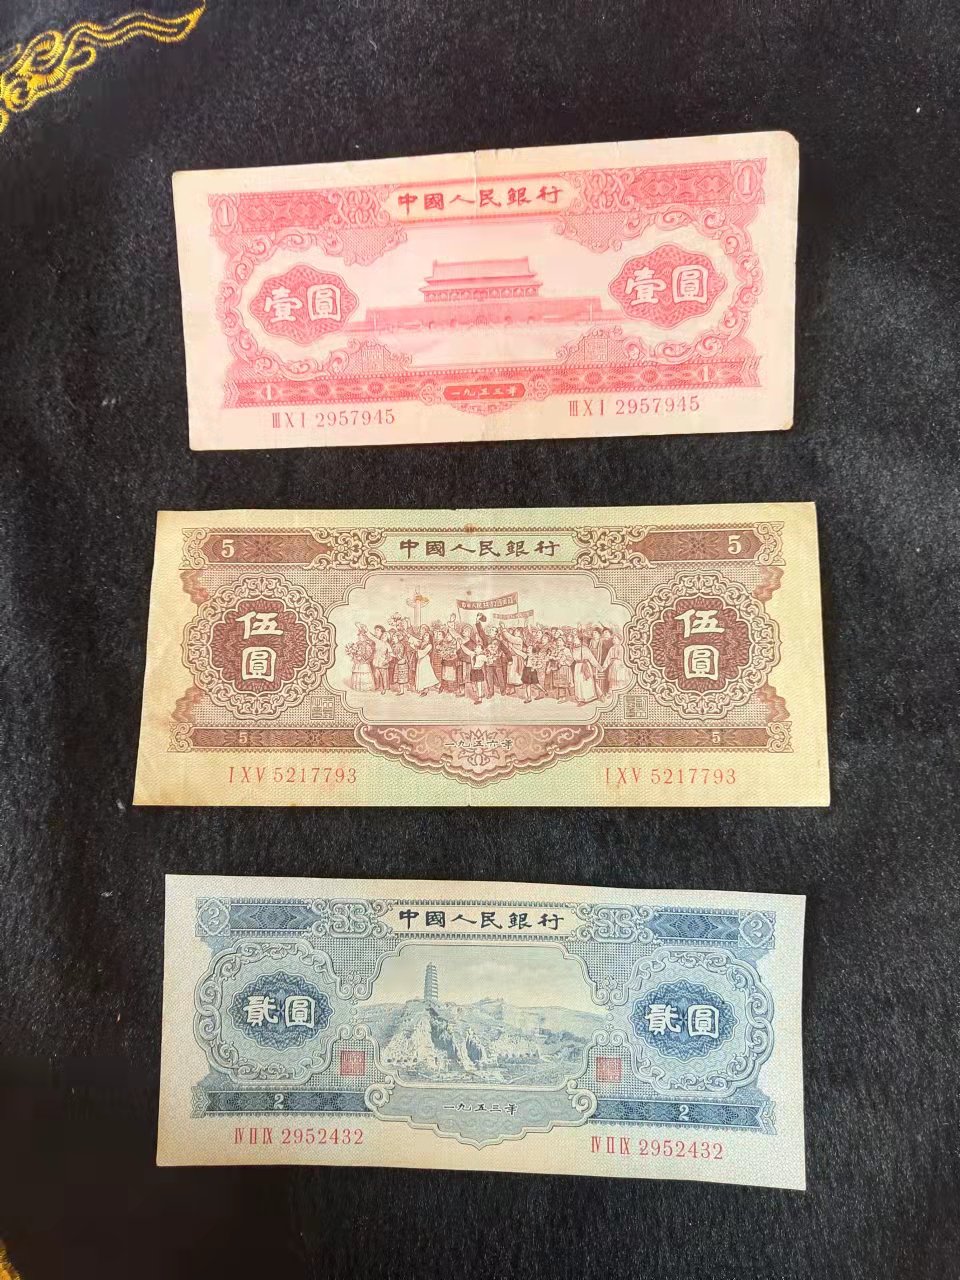 1 中國人民銀行 1
壹圓 壹圓
1 一九五三年 1
ⅢⅩⅠ 2957945 ⅢⅩⅠ 2957945
5 中國人民銀行 5
伍 伍
圓 圓
5 一九五六年 5
ⅠⅩⅤ 5217793 ⅠⅩⅤ 5217793
2 中國人民銀行 2
貳圓 貳圓
2 一九五三年 2
ⅣⅡⅨ 2952432 ⅣⅡⅨ 2952432